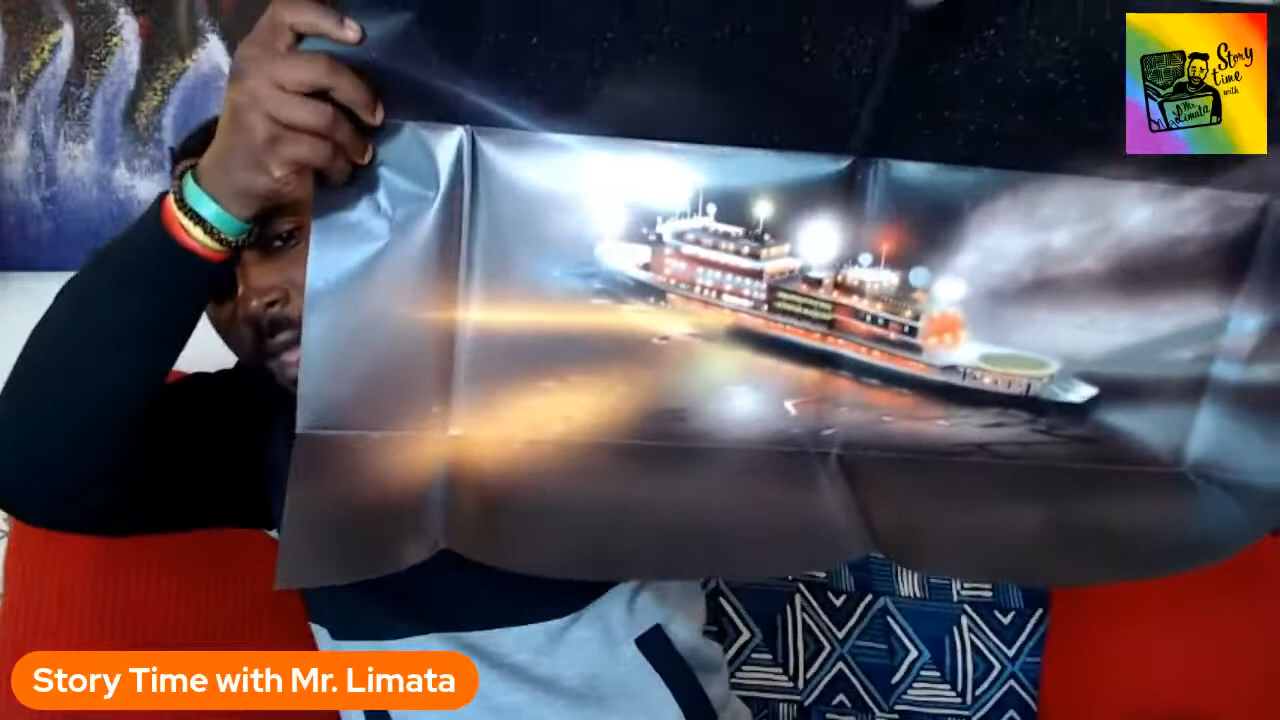 Story
time
with
Mr.
Limata
Story Time with Mr. Limata